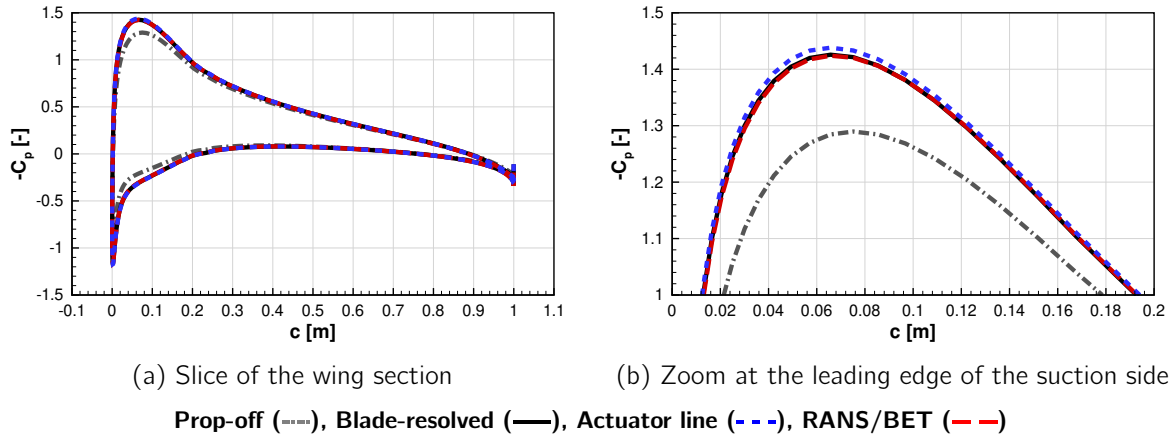 1.5
1
0.5
0
-0.5
-1
-1.5
-C_p [-]
-0.1 0 0.1 0.2 0.3 0.4 0.5 0.6 0.7 0.8 0.9 1 1.1
c [m]
(a) Slice of the wing section
1.5
1.4
1.3
1.2
1.1
1
-C_p [-]
0 0.02 0.04 0.06 0.08 0.1 0.12 0.14 0.16 0.18 0.2
c [m]
(b) Zoom at the leading edge of the suction side
Prop-off ( ), Blade-resolved ( ), Actuator line ( ), RANS/BET ( )